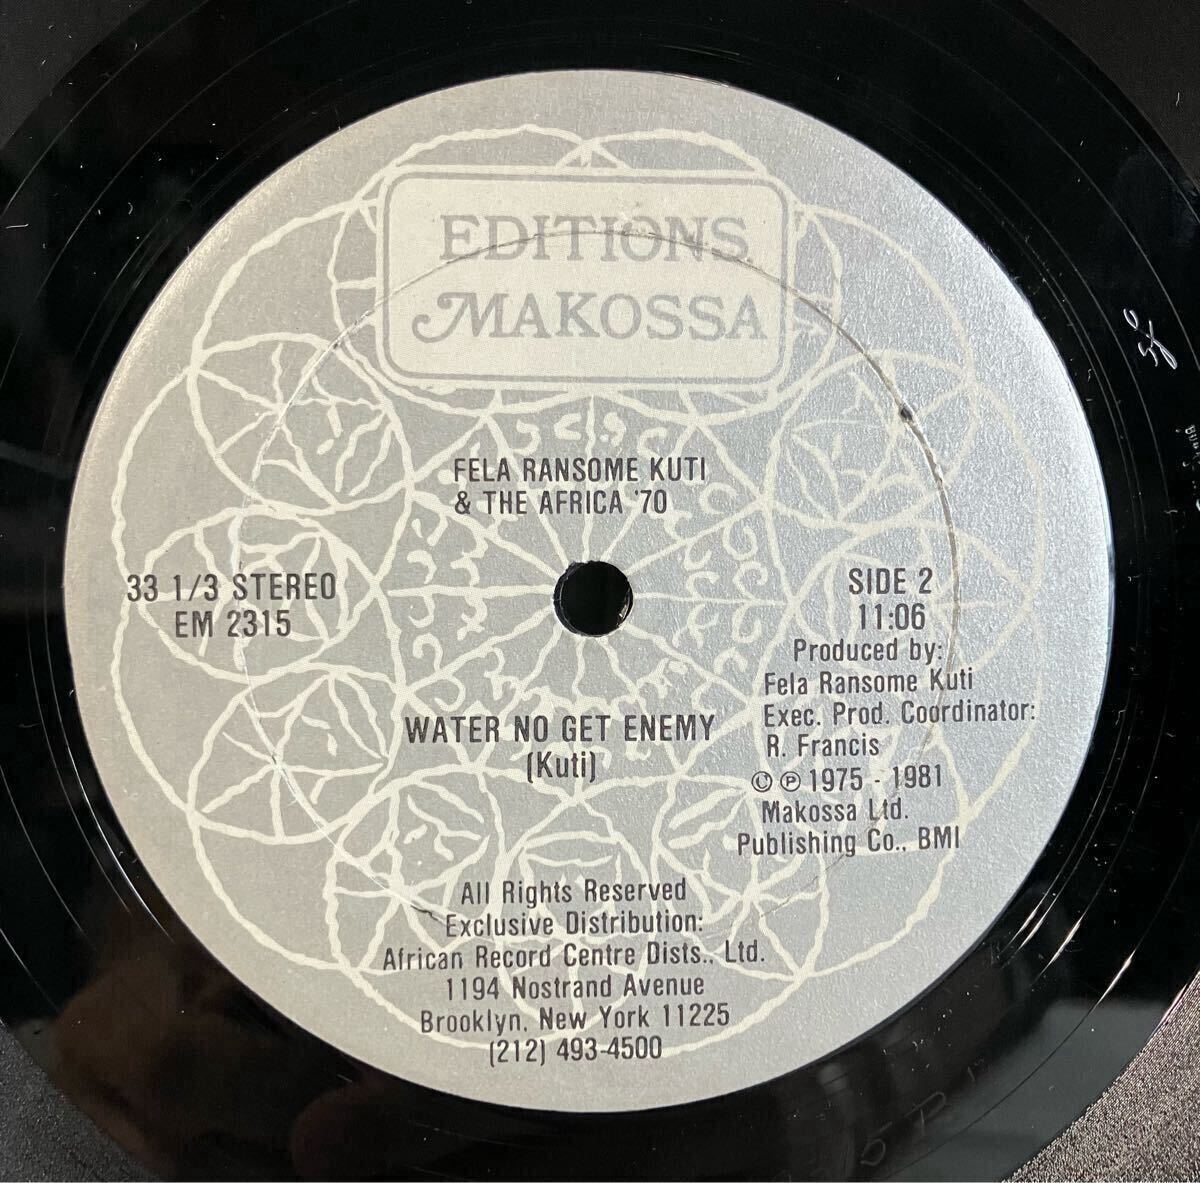 EDITIONS
MAKOSSA
FELA RANSOME KUTI
& THE AFRICA '70
33 1/3 STEREO
EM 2315
SIDE 2
11:06
Produced by:
Fela Ransome Kuti
Exec. Prod. Coordinator:
R. Francis
© ℗ 1975 - 1981
Makossa Ltd.
Publishing Co., BMI
WATER NO GET ENEMY
(Kuti)
All Rights Reserved
Exclusive Distribution:
African Record Centre Dists., Ltd.
1194 Nostrand Avenue
Brooklyn, New York 11225
(212) 493-4500